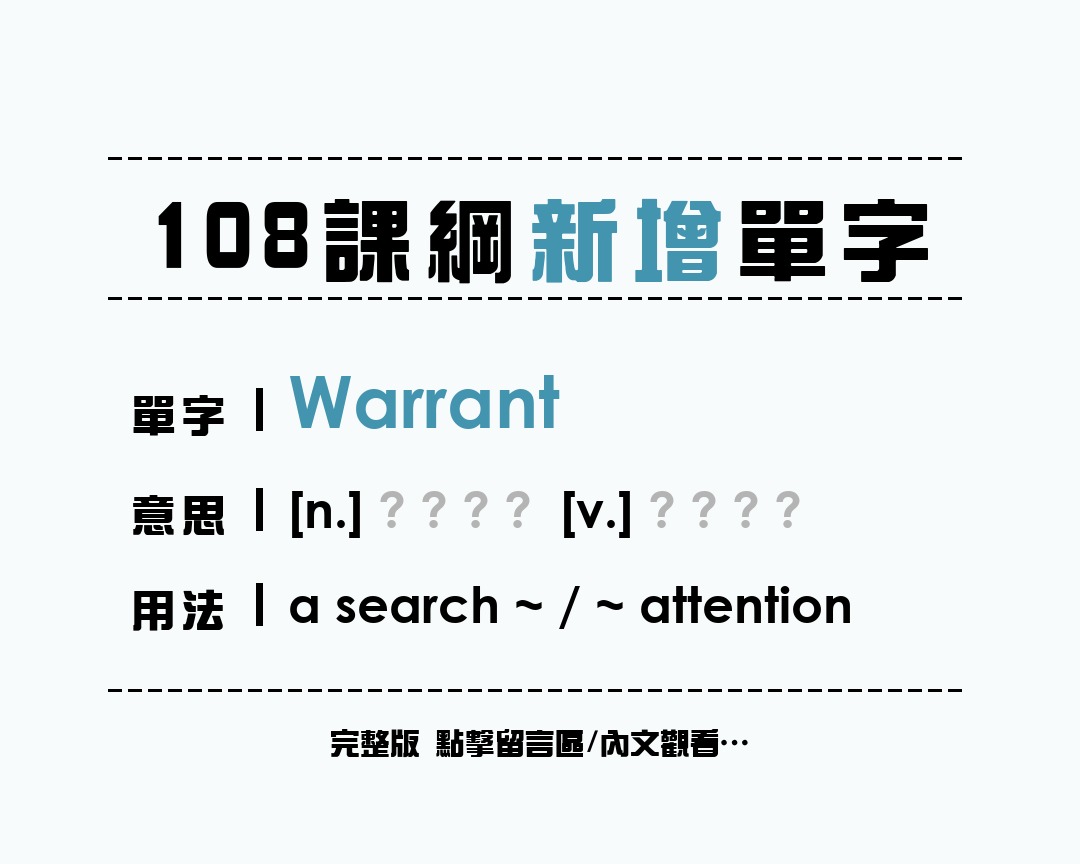 108課綱新增單字
單字 | Warrant
意思 | [n.] ? ? ? ? [v.] ? ? ? ?
用法 | a search ~ / ~ attention
完整版 點擊留言區/內文觀看⋯